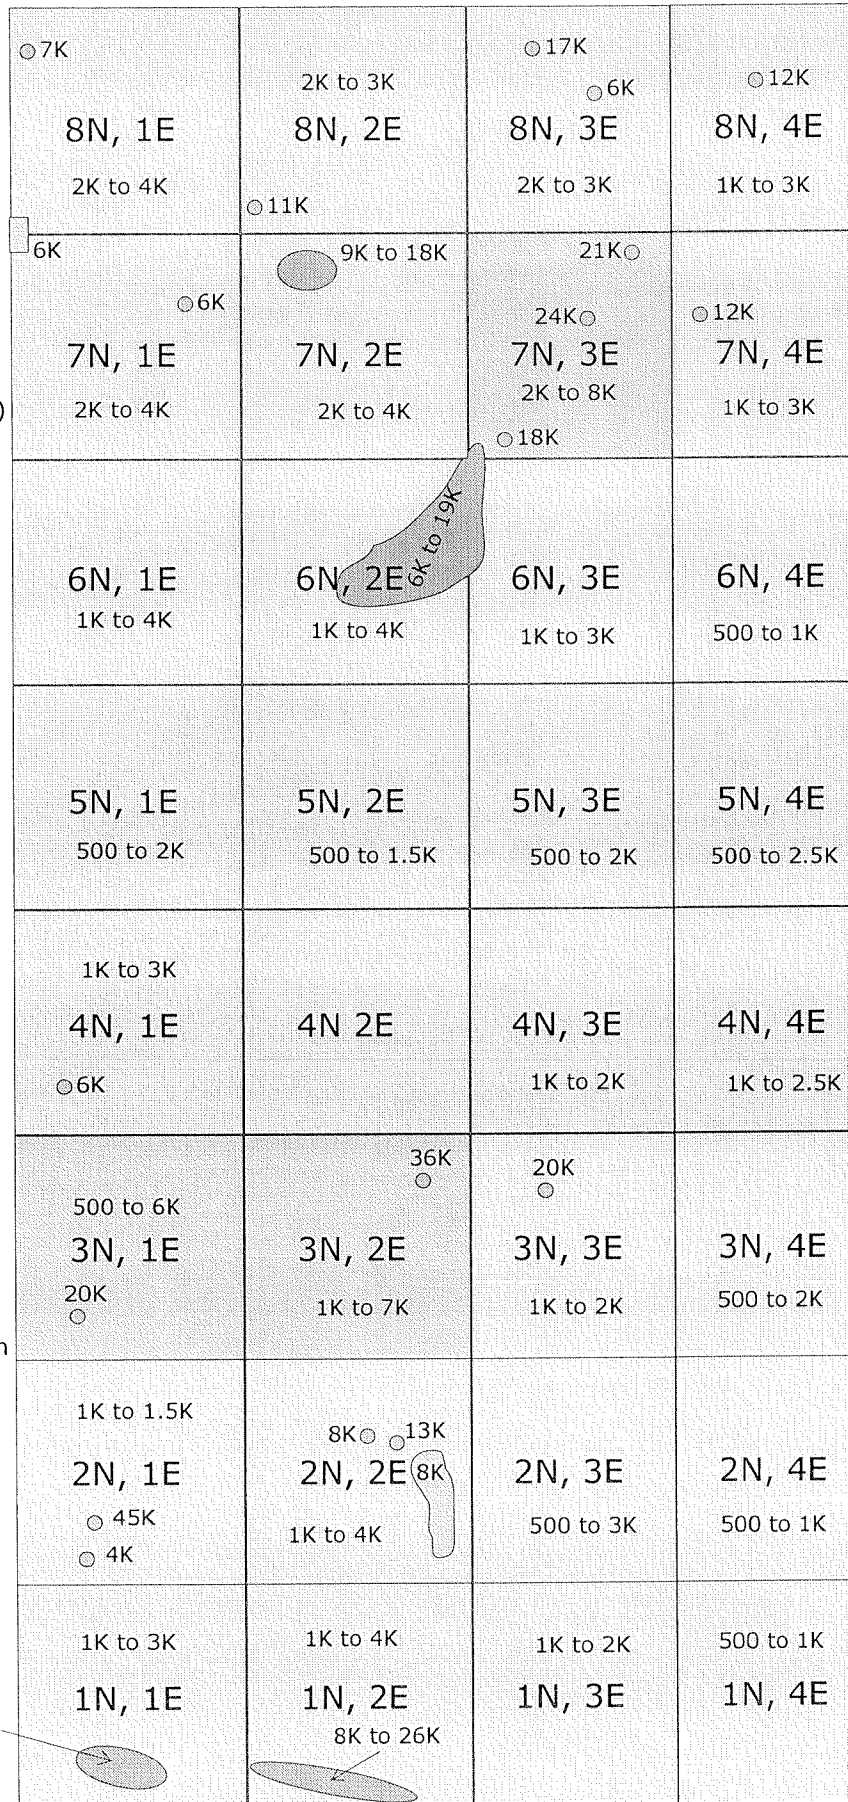 7K
8N, 1E
2K to 4K
2K to 3K
8N, 2E
11K
17K
6K
8N, 3E
2K to 3K
12K
8N, 4E
1K to 3K
6K
6K
7N, 1E
2K to 4K
9K to 18K
7N, 2E
2K to 4K
21K
24K
7N, 3E
2K to 8K
18K
12K
7N, 4E
1K to 3K
)
6N, 1E
1K to 4K
6N, 2E
6K to 19K
1K to 4K
6N, 3E
1K to 3K
6N, 4E
500 to 1K
5N, 1E
500 to 2K
5N, 2E
500 to 1.5K
5N, 3E
500 to 2K
5N, 4E
500 to 2.5K
1K to 3K
4N, 1E
6K
4N 2E
4N, 3E
1K to 2K
4N, 4E
1K to 2.5K
500 to 6K
3N, 1E
20K
36K
3N, 2E
1K to 7K
20K
3N, 3E
1K to 2K
3N, 4E
500 to 2K
n
1K to 1.5K
2N, 1E
45K
4K
8K
13K
2N, 2E
8K
1K to 4K
2N, 3E
500 to 3K
2N, 4E
500 to 1K
1K to 3K
1N, 1E
1K to 4K
1N, 2E
8K to 26K
1K to 2K
1N, 3E
500 to 1K
1N, 4E